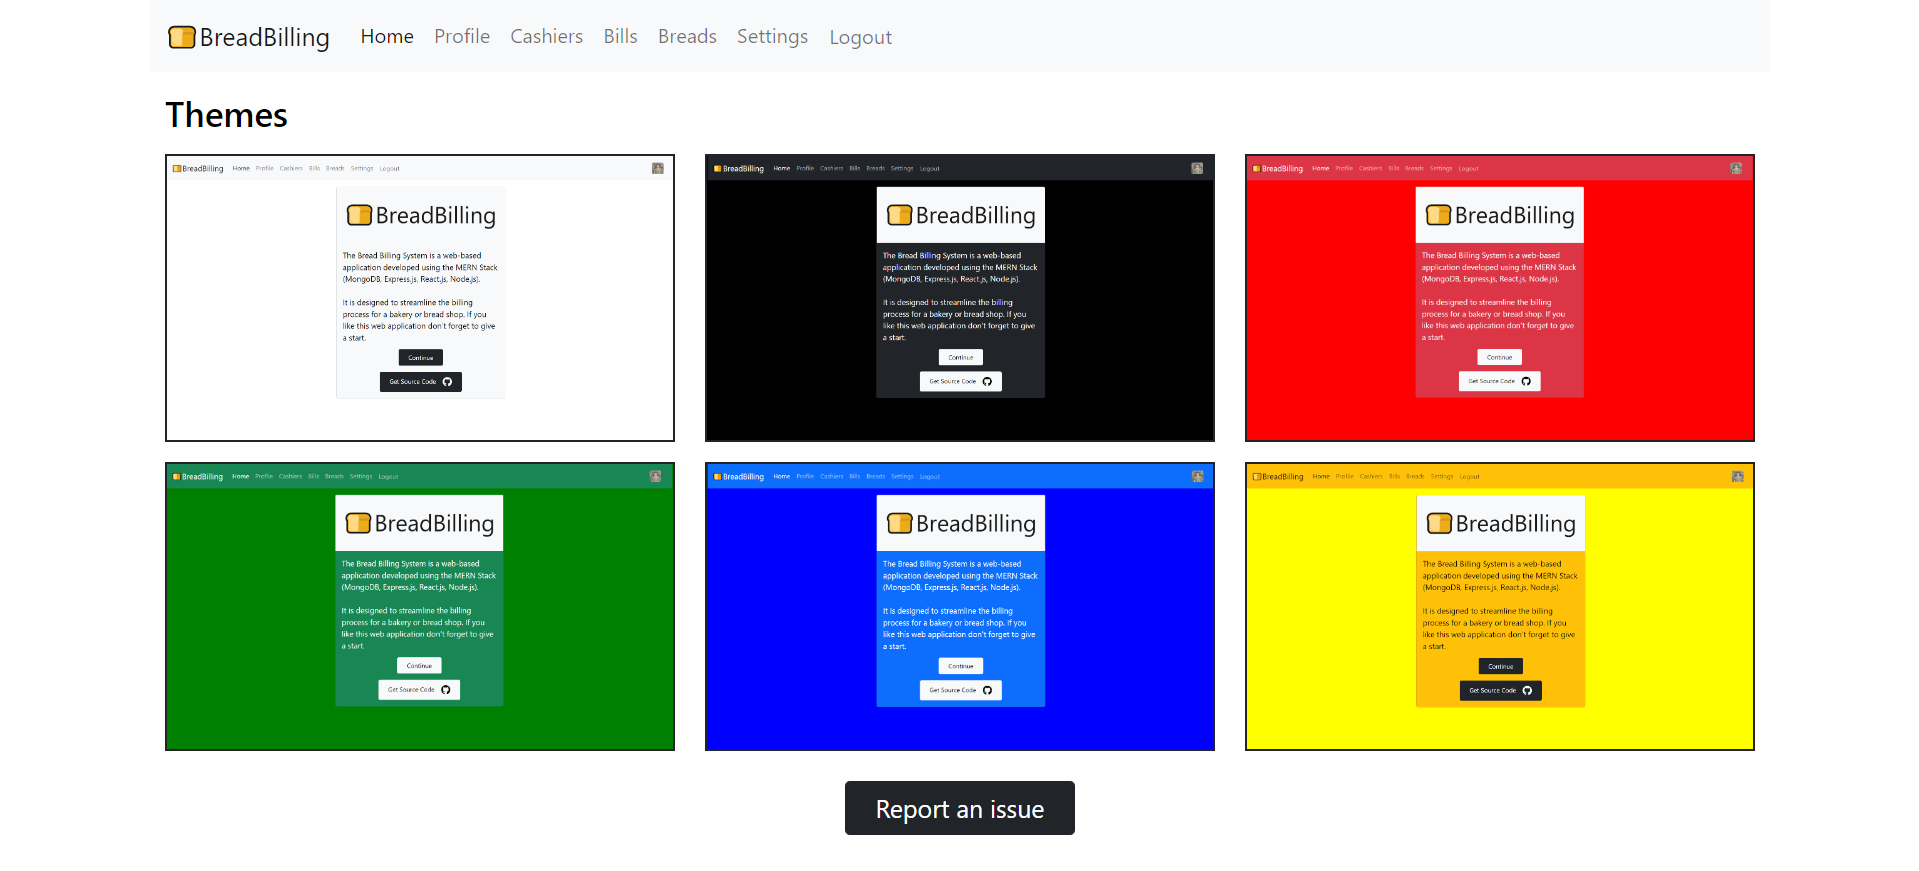 BreadBilling Home Profile Cashiers Bills Breads Settings Logout
Themes
BreadBilling Home Profile Cashiers Bills Breads Settings Logout
BreadBilling
The Bread Billing System is a web-based
application developed using the MERN Stack
(MongoDB, Express.js, React.js, Node.js).
It is designed to streamline the billing
process for a bakery or bread shop. If you
like this web application don't forget to give
a start.
Continue
Get Source Code
BreadBilling Home Profile Cashiers Bills Breads Settings Logout
BreadBilling
The Bread Billing System is a web-based
application developed using the MERN Stack
(MongoDB, Express.js, React.js, Node.js).
It is designed to streamline the billing
process for a bakery or bread shop. If you
like this web application don't forget to give
a start.
Continue
Get Source Code
BreadBilling Home Profile Cashiers Bills Breads Settings Logout
BreadBilling
The Bread Billing System is a web-based
application developed using the MERN Stack
(MongoDB, Express.js, React.js, Node.js).
It is designed to streamline the billing
process for a bakery or bread shop. If you
like this web application don't forget to give
a start.
Continue
Get Source Code
BreadBilling Home Profile Cashiers Bills Breads Settings Logout
BreadBilling
The Bread Billing System is a web-based
application developed using the MERN Stack
(MongoDB, Express.js, React.js, Node.js).
It is designed to streamline the billing
process for a bakery or bread shop. If you
like this web application don't forget to give
a start.
Continue
Get Source Code
BreadBilling Home Profile Cashiers Bills Breads Settings Logout
BreadBilling
The Bread Billing System is a web-based
application developed using the MERN Stack
(MongoDB, Express.js, React.js, Node.js).
It is designed to streamline the billing
process for a bakery or bread shop. If you
like this web application don't forget to give
a start.
Continue
Get Source Code
BreadBilling Home Profile Cashiers Bills Breads Settings Logout
BreadBilling
The Bread Billing System is a web-based
application developed using the MERN Stack
(MongoDB, Express.js, React.js, Node.js).
It is designed to streamline the billing
process for a bakery or bread shop. If you
like this web application don't forget to give
a start.
Continue
Get Source Code
Report an issue